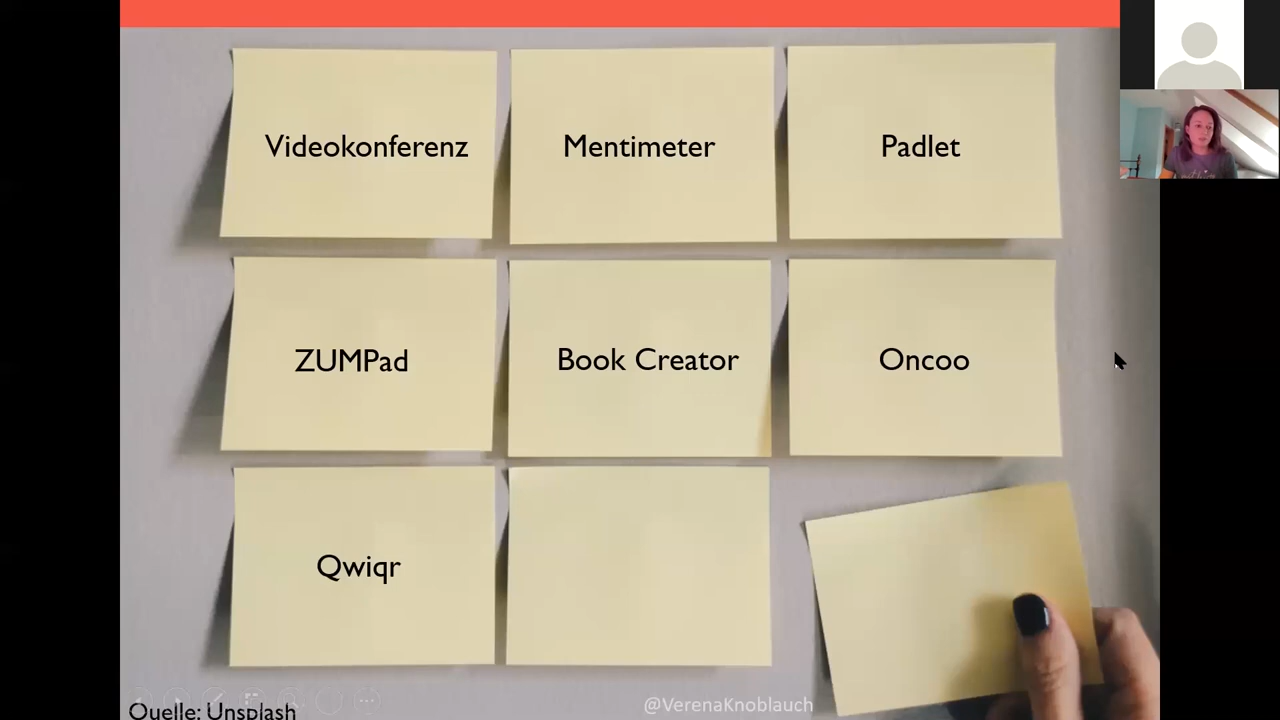 Videokonferenz
Mentimeter
Padlet
ZUMPad
Book Creator
Oncoo
Qwiqr
@VerenaKnoblauch
Quelle: Unsplash